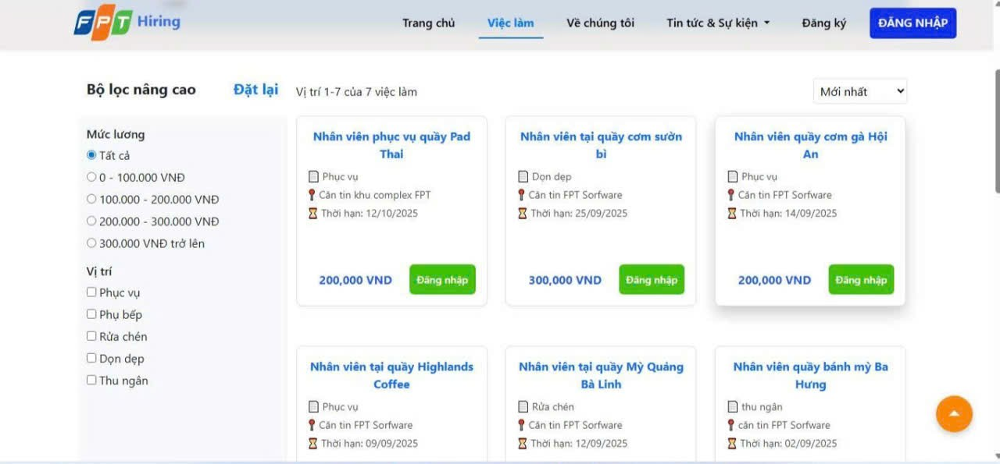 FPT Hiring
Trang chủ
Việc làm
Về chúng tôi
Tin tức & Sự kiện
Đăng ký
ĐĂNG NHẬP
Bộ lọc nâng cao
Đặt lại
Vị trí 1-7 của 7 việc làm
Mới nhất
Mức lương
Tất cả
0 - 100.000 VNĐ
100.000 - 200.000 VNĐ
200.000 - 300.000 VNĐ
300.000 VNĐ trở lên
Vị trí
Phục vụ
Phụ bếp
Rửa chén
Dọn dẹp
Thu ngân
Nhân viên phục vụ quầy Pad
Thai
Phục vụ
Căn tin khu complex FPT
Thời hạn: 12/10/2025
200,000 VND
Đăng nhập
Nhân viên tại quầy cơm sườn
bì
Dọn dẹp
Căn tin FPT Sorfware
Thời hạn: 25/09/2025
300,000 VND
Đăng nhập
Nhân viên quầy cơm gà Hội
An
Phục vụ
Căn tin FPT Sorfware
Thời hạn: 14/09/2025
200,000 VND
Đăng nhập
Nhân viên tại quầy Highlands
Coffee
Phục vụ
Căn tin FPT Sorfware
Thời hạn: 09/09/2025
Nhân viên tại quầy Mỳ Quảng
Bà Linh
Rửa chén
Căn tin FPT Sorfware
Thời hạn: 12/09/2025
Nhân viên quầy bánh mỳ Ba
Hưng
thu ngân
căn tin FPT Sorfware
Thời hạn: 02/09/2025